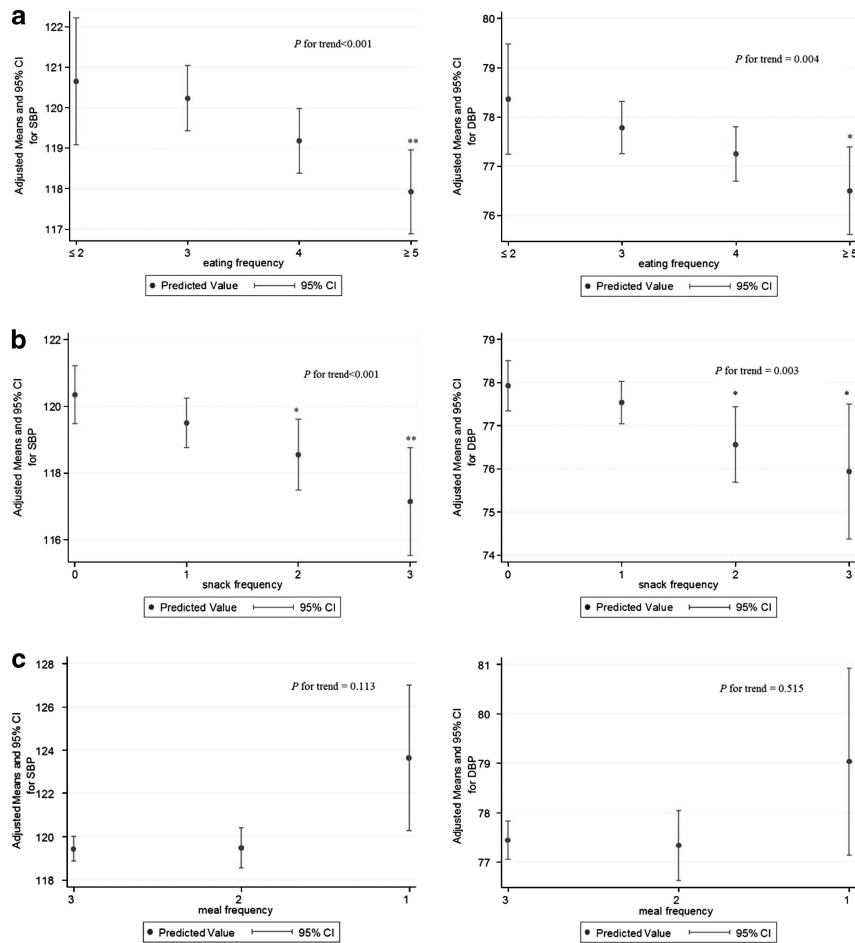 a
122
121
120
119
118
117
Adjusted Means and 95% CI
for SBP
P for trend<0.001
**
≤ 2
3
4
≥ 5
eating frequency
Predicted Value
95% CI
80
79
78
77
76
Adjusted Means and 95% CI
for DBP
P for trend = 0.004
*
≤ 2
3
4
≥ 5
eating frequency
Predicted Value
95% CI
b
122
120
118
116
Adjusted Means and 95% CI
for SBP
P for trend<0.001
*
**
0
1
2
3
snack frequency
Predicted Value
95% CI
79
78
77
76
75
74
Adjusted Means and 95% CI
for DBP
P for trend = 0.003
*
*
0
1
2
3
snack frequency
Predicted Value
95% CI
c
128
126
124
122
120
118
Adjusted Means and 95% CI
for SBP
P for trend = 0.113
3
2
1
meal frequency
Predicted Value
95% CI
81
80
79
78
77
Adjusted Means and 95% CI
for DBP
P for trend = 0.515
3
2
1
meal frequency
Predicted Value
95% CI